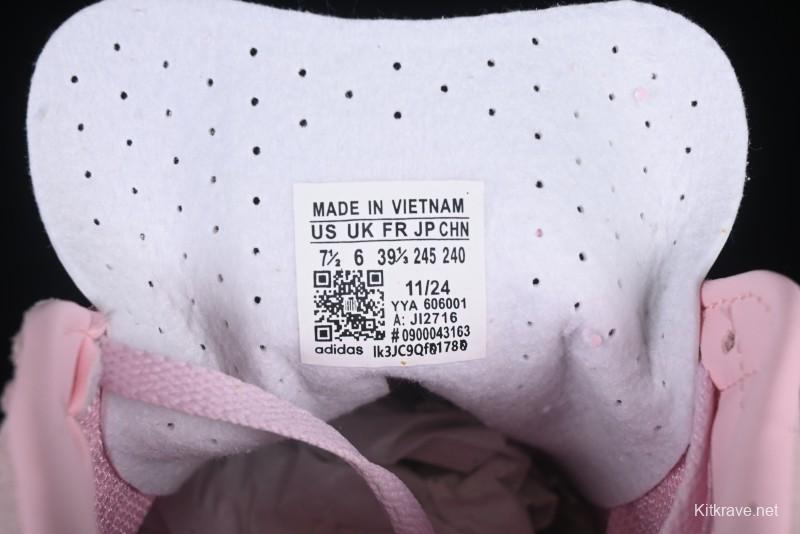 MADE IN VIETNAM
US UK FR JP CHN
7½ 6 39⅓ 245 240
11/24
YYA 606001
A: JI2716
# 0900043163
adidas
Kitkrave.net